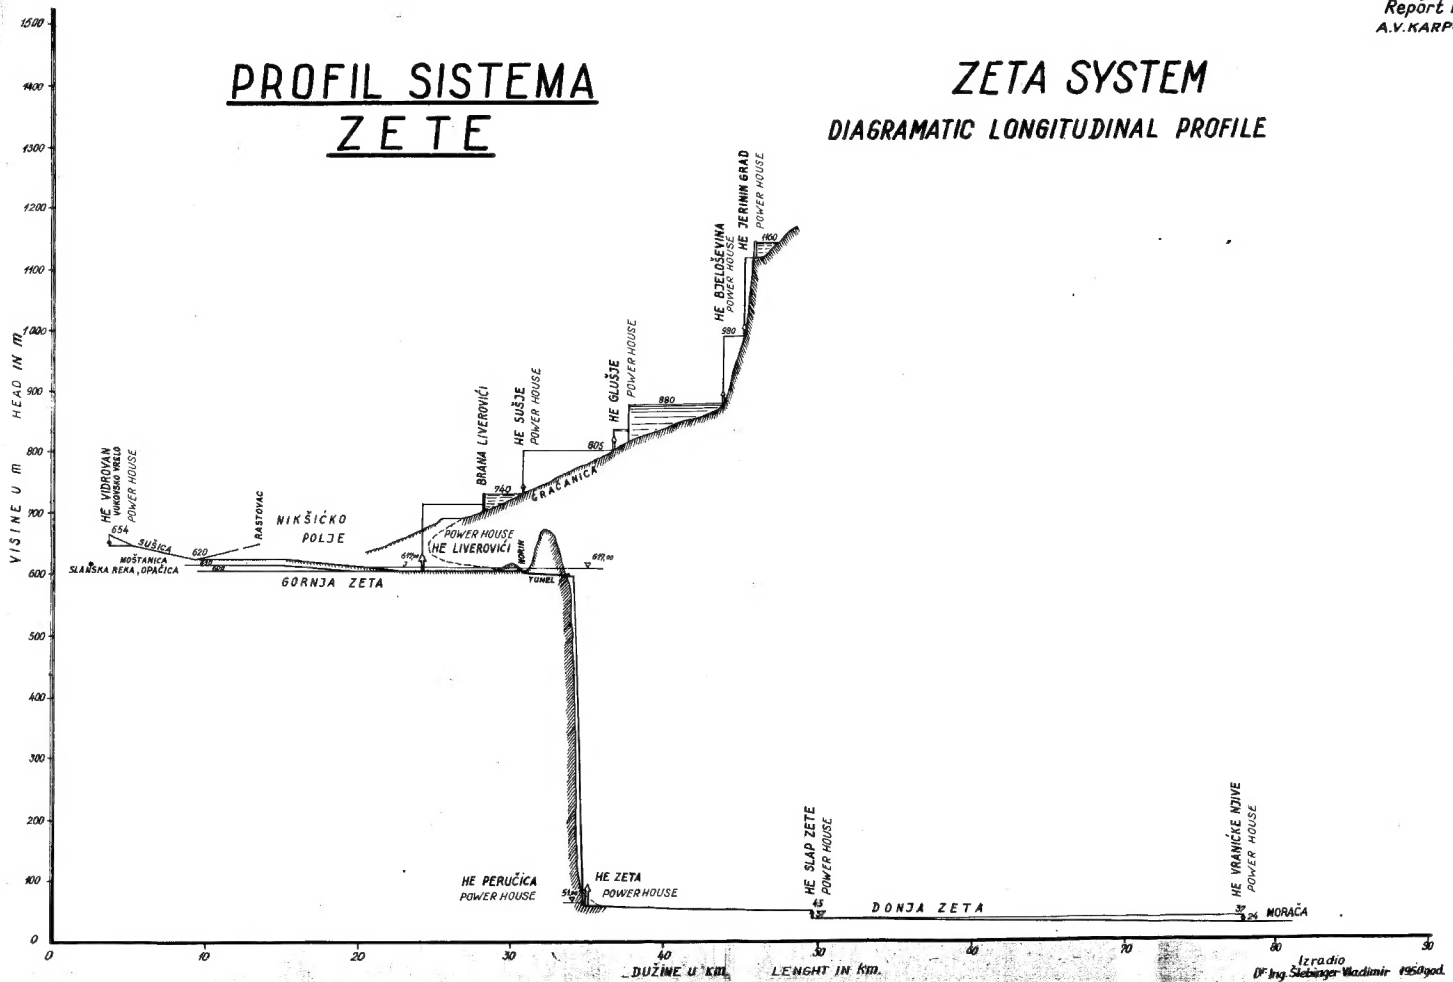 Report
A.V.KARP
PROFIL SISTEMA
ZETE
ZETA SYSTEM
DIAGRAMATIC LONGITUDINAL PROFILE
VISINE U m HEAD IN m
1500
1400
1300
1200
1100
1000
900
800
700
600
500
400
300
200
100
0
HE VIDROVAN
VUKOVSKO VRELO
POWER HOUSE
654
SUŠICA
MOŠTANICA
SLANSKA REKA, OPAČICA
620
RASTOVAC
NIKŠIČKO
POLJE
GORNJA ZETA
POWER HOUSE
HE LIVEROVIĆI
BRANA LIVEROVIĆI
740
HE SUŠJE
POWER HOUSE
805
GRAČANICA
HE GLUŠJE
POWER HOUSE
880
HE BJELOŠEVINA
POWER HOUSE
980
HE JERININ GRAD
POWER HOUSE
1160
TUNEL
617,00
HE PERUČICA
POWER HOUSE
HE ZETA
POWER HOUSE
HE SLAP ZETE
POWER HOUSE
45
37
DONJA ZETA
HE VRANIĆKE NJIVE
POWER HOUSE
37
24
MORAČA
10
20
30
40
50
60
70
80
90
DUŽINE U Km. LENGHT IN Km.
Izradio
Dr Ing. Šlebinger Vladimir 1950god.